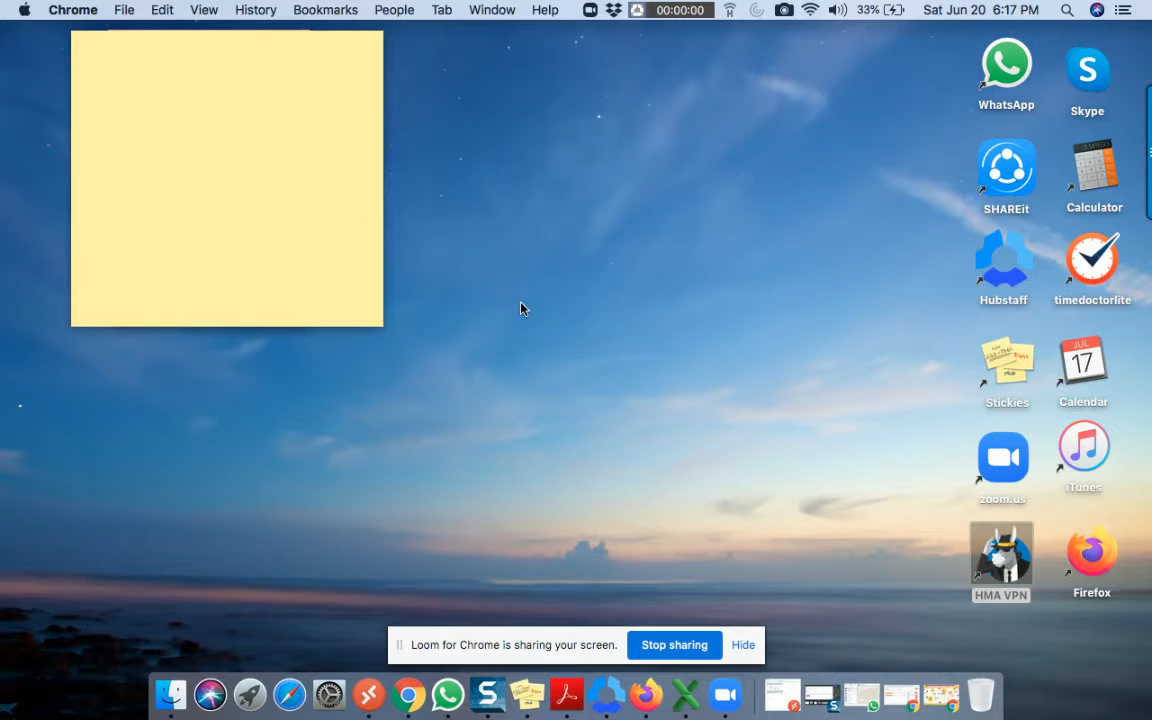 Chrome File Edit View History Bookmarks People Tab Window Help 00:00:00 33% Sat Jun 20 6:17 PM
WhatsApp
Skype
SHAREit
Calculator
Hubstaff
timedoctorlite
JUL
17
Stickies
Calendar
zoom.us
iTunes
HMA VPN
Firefox
Loom for Chrome is sharing your screen. Stop sharing Hide